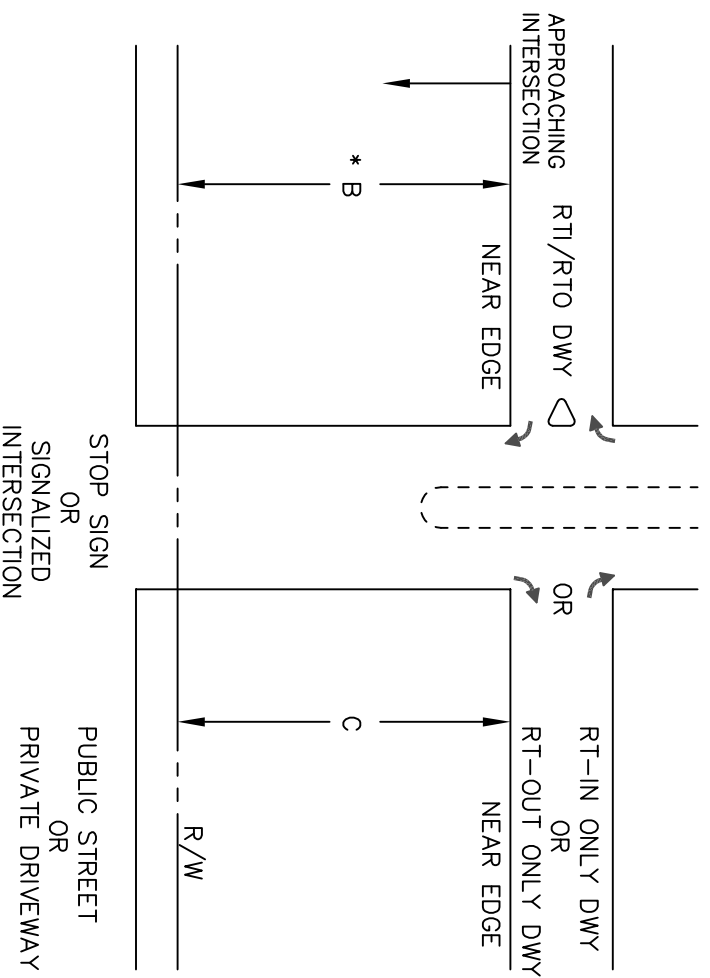 APPROACHING
INTERSECTION
RTI/RTO DWY
NEAR EDGE
* B
STOP SIGN
OR
SIGNALIZED
INTERSECTION
OR
RT-IN ONLY DWY
OR
RT-OUT ONLY DWY
NEAR EDGE
C
R/W
PUBLIC STREET
OR
PRIVATE DRIVEWAY